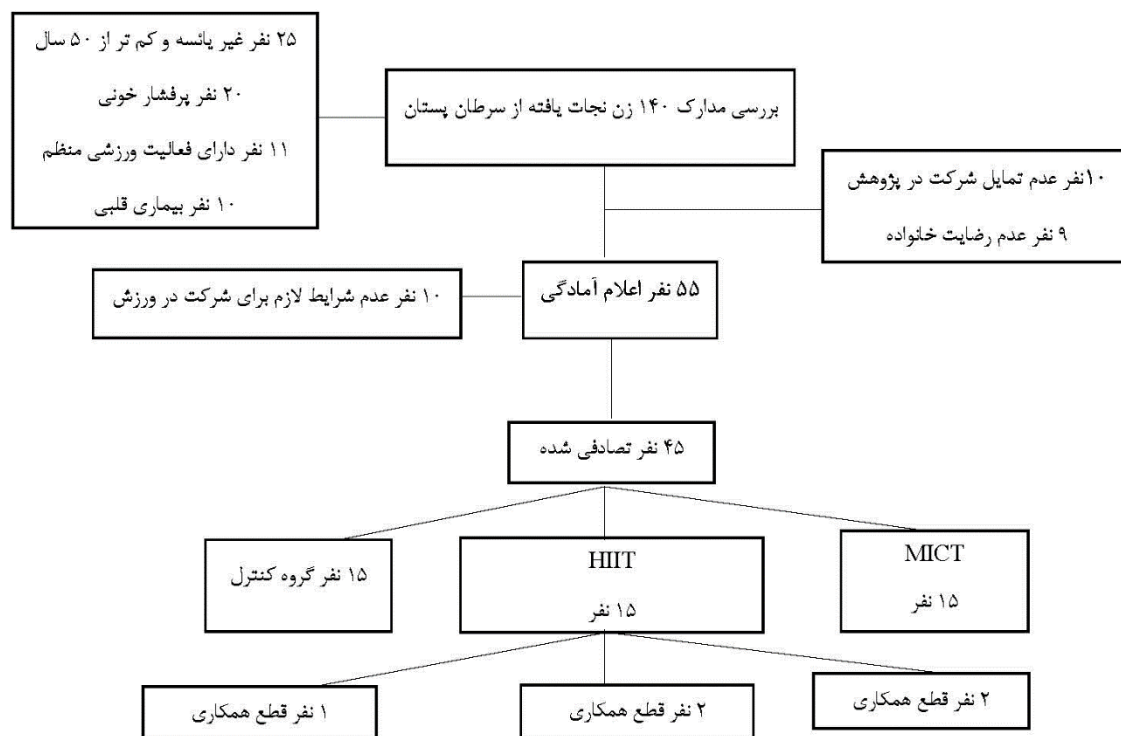 ۲۵ نفر غیر یائسه و کم تر از ۵۰ سال
۲۰ نفر پرفشار خونی
۱۱ نفر دارای فعالیت ورزشی منظم
۱۰ نفر بیماری قلبی
بررسی مدارک ۱۴۰ زن نجات یافته از سرطان پستان
۱۰نفر عدم تمایل شرکت در پژوهش
۹ نفر عدم رضایت خانواده
۵۵ نفر اعلام آمادگی
۱۰ نفر عدم شرایط لازم برای شرکت در ورزش
۴۵ نفر تصادفی شده
MICT
۱۵ نفر
HIIT
۱۵ نفر
۱۵ نفر گروه کنترل
۲ نفر قطع همکاری
۲ نفر قطع همکاری
۱ نفر قطع همکاری